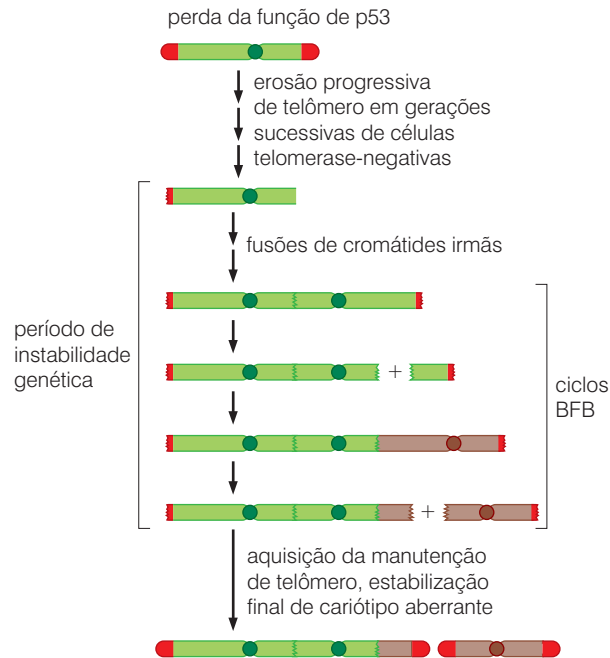 perda da função de p53
erosão progressiva
de telômero em gerações
sucessivas de células
telomerase-negativas
fusões de cromátides irmãs
período de
instabilidade
genética
+
ciclos
BFB
+
aquisição da manutenção
de telômero, estabilização
final de cariótipo aberrante